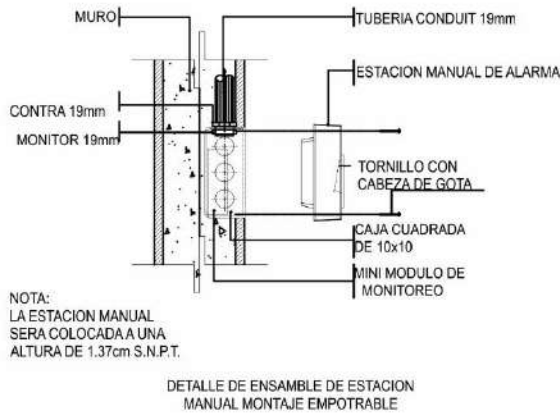 MURO
TUBERIA CONDUIT 19mm
ESTACION MANUAL DE ALARMA
CONTRA 19mm
MONITOR 19mm
TORNILLO CON
CABEZA DE GOTA
CAJA CUADRADA
DE 10x10
MINI MODULO DE
MONITOREO
NOTA:
LA ESTACION MANUAL
SERA COLOCADA A UNA
ALTURA DE 1.37cm S.N.P.T.
DETALLE DE ENSAMBLE DE ESTACION
MANUAL MONTAJE EMPOTRABLE